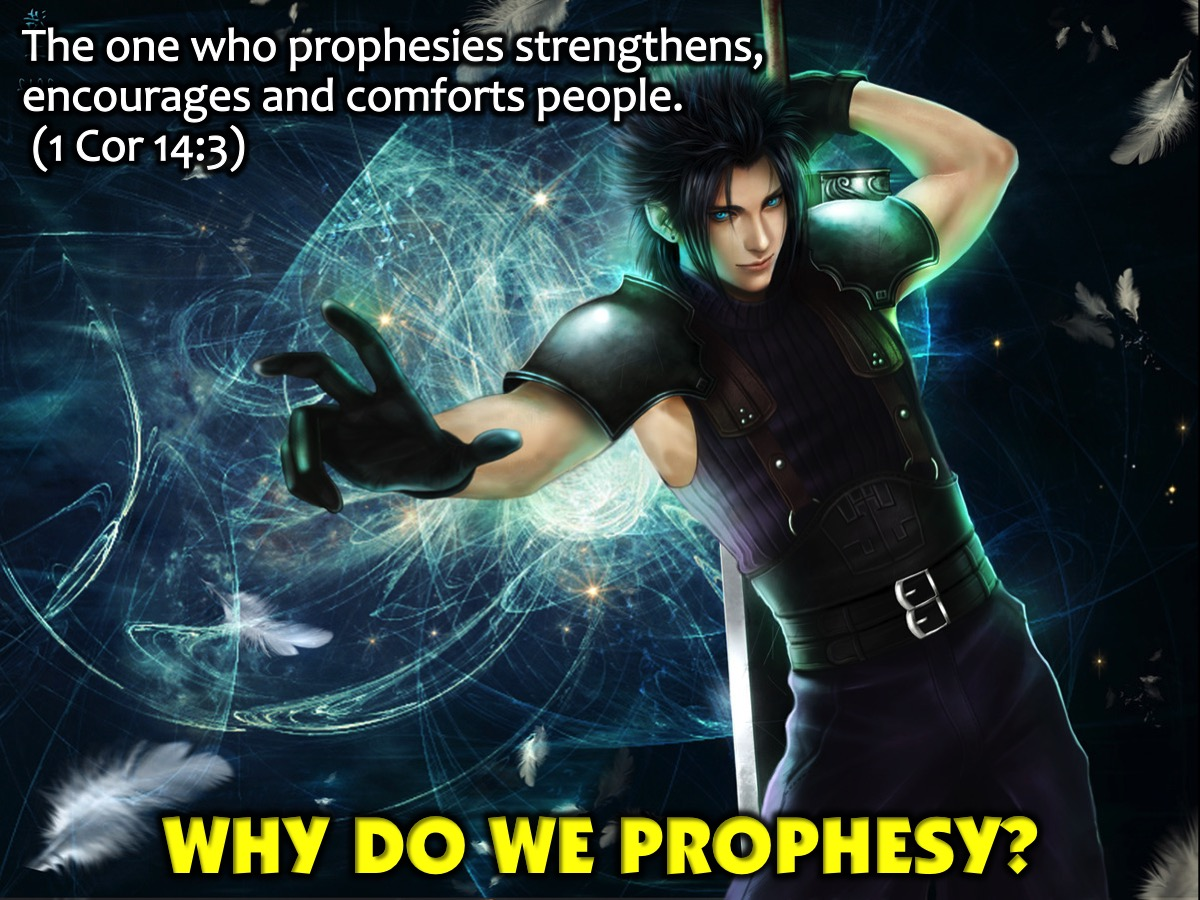 The one who prophesies strengthens,
encourages and comforts people.
(1 Cor 14:3)
WHY DO WE PROPHESY?